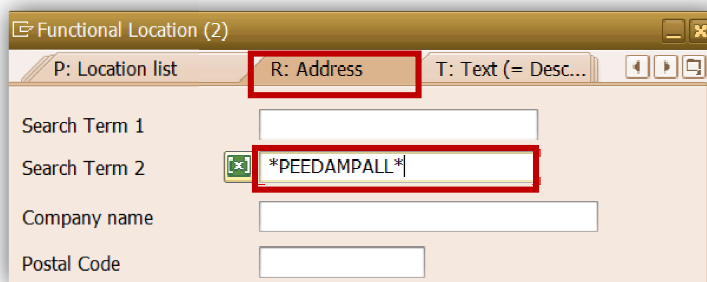 Functional Location (2)
P: Location list R: Address T: Text (= Desc...
Search Term 1
Search Term 2 *PEEDAMPALL*
Company name
Postal Code